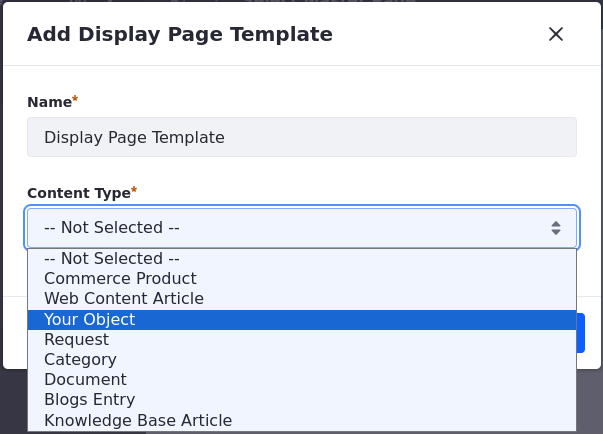 Add Display Page Template
Name*
Display Page Template
Content Type*
-- Not Selected --
-- Not Selected --
Commerce Product
Web Content Article
Your Object
Request
Category
Document
Blogs Entry
Knowledge Base Article